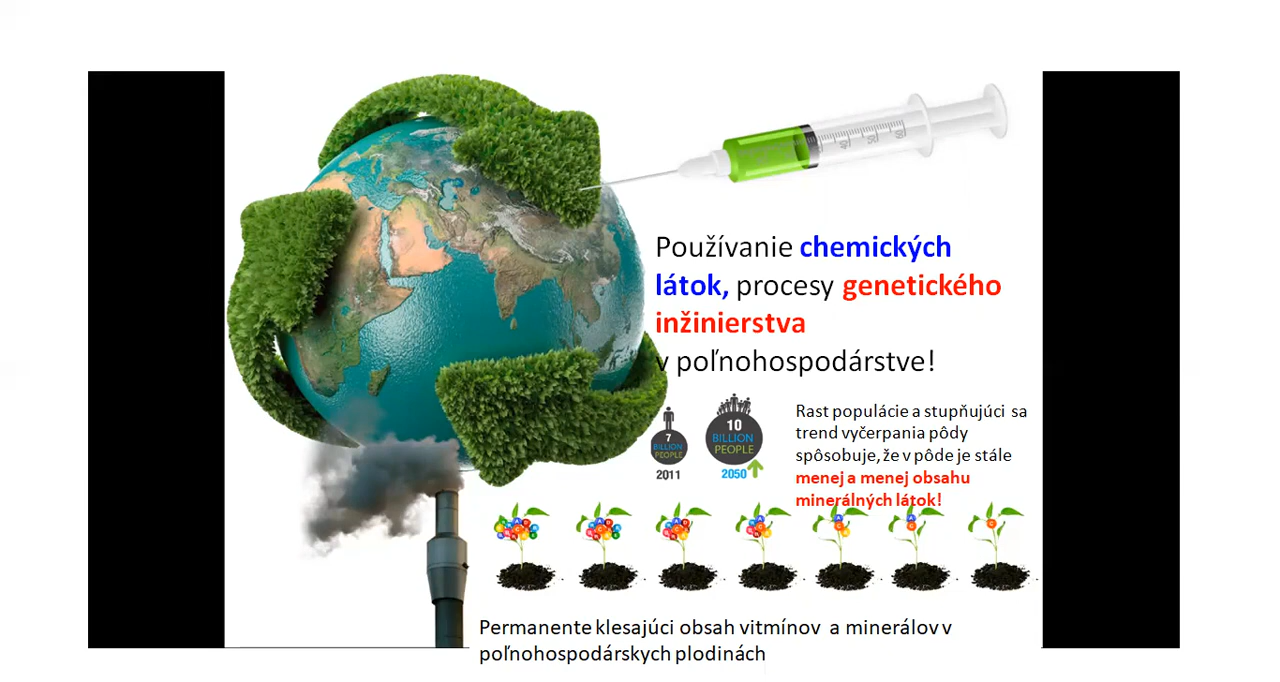 Používanie chemických
látok, procesy genetického
inžinierstva
v poľnohospodárstve!
7
BILLION
PEOPLE
2011
10
BILLION
PEOPLE
2050
Rast populácie a stupňujúci sa
trend vyčerpania pôdy
spôsobuje, že v pôde je stále
menej a menej obsahu
minerálných látok!
Permanente klesajúci obsah vitmínov a minerálov v
poľnohospodárskych plodinách